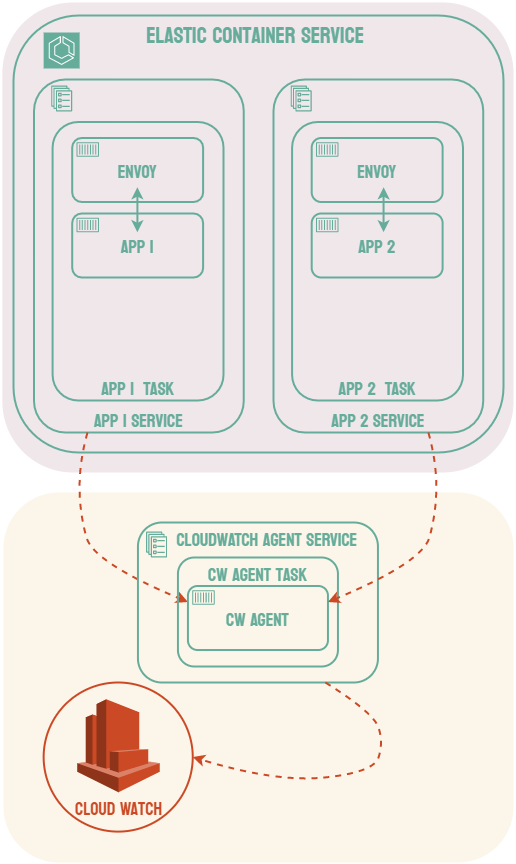 ELASTIC CONTAINER SERVICE
ENVOY
APP 1
APP 1 TASK
APP 1 SERVICE
ENVOY
APP 2
APP 2 TASK
APP 2 SERVICE
CLOUDWATCH AGENT SERVICE
CW AGENT TASK
CW AGENT
CLOUD WATCH